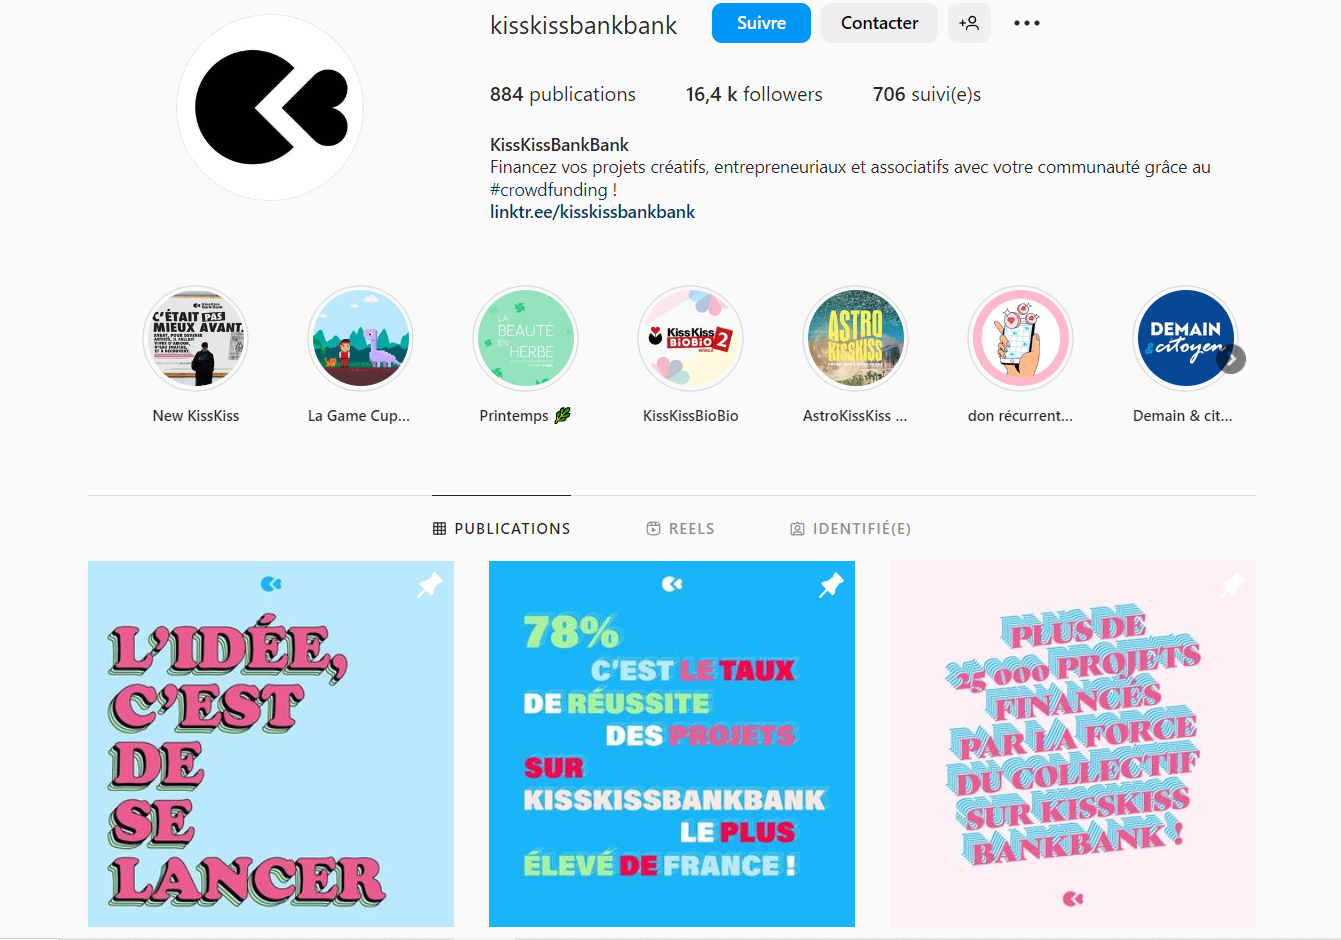 kisskissbankbank
Suivre
Contacter
884 publications
16,4 k followers
706 suivi(e)s
KissKissBankBank
Financez vos projets créatifs, entrepreneuriaux et associatifs avec votre communauté grâce au
#crowdfunding !
linktr.ee/kisskissbankbank
KissKiss
BankBank
C'ÉTAIT PAS
MIEUX AVANT.
LA
BEAUTÉ
EN
HERBE
KissKiss
BIOBIO 2
ASTRO
KISSKISS
DEMAIN
&citoyen
New KissKiss
La Game Cup...
Printemps
KissKissBioBio
AstroKissKiss ...
don récurrent...
Demain & cit...
PUBLICATIONS
REELS
IDENTIFIÉ(E)
L'IDÉE,
C'EST
DE
SE
LANCER
78%
C'EST LE TAUX
DE RÉUSSITE
DES PROJETS
SUR
KISSKISSBANKBANK
LE PLUS
ÉLEVÉ DE FRANCE !
PLUS DE
25 000 PROJETS
FINANCÉS
PAR LA FORCE
DU COLLECTIF
SUR KISSKISS
BANKBANK !